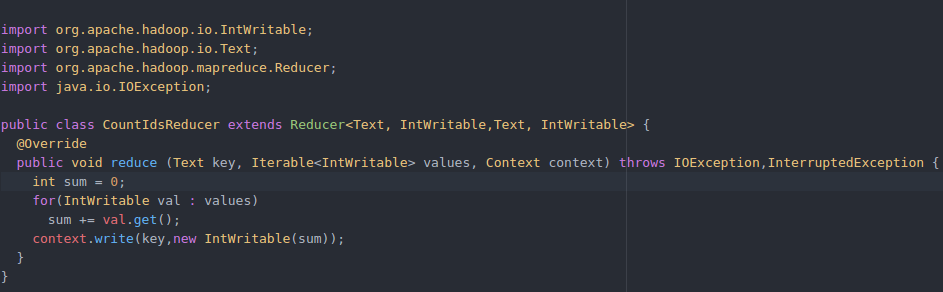 import org.apache.hadoop.io.IntWritable;
import org.apache.hadoop.io.Text;
import org.apache.hadoop.mapreduce.Reducer;
import java.io.IOException;

public class CountIdsReducer extends Reducer<Text, IntWritable,Text, IntWritable> {
  @Override
  public void reduce (Text key, Iterable<IntWritable> values, Context context) throws IOException,InterruptedException {
    int sum = 0;
    for(IntWritable val : values)
      sum += val.get();
    context.write(key,new IntWritable(sum));
  }
}